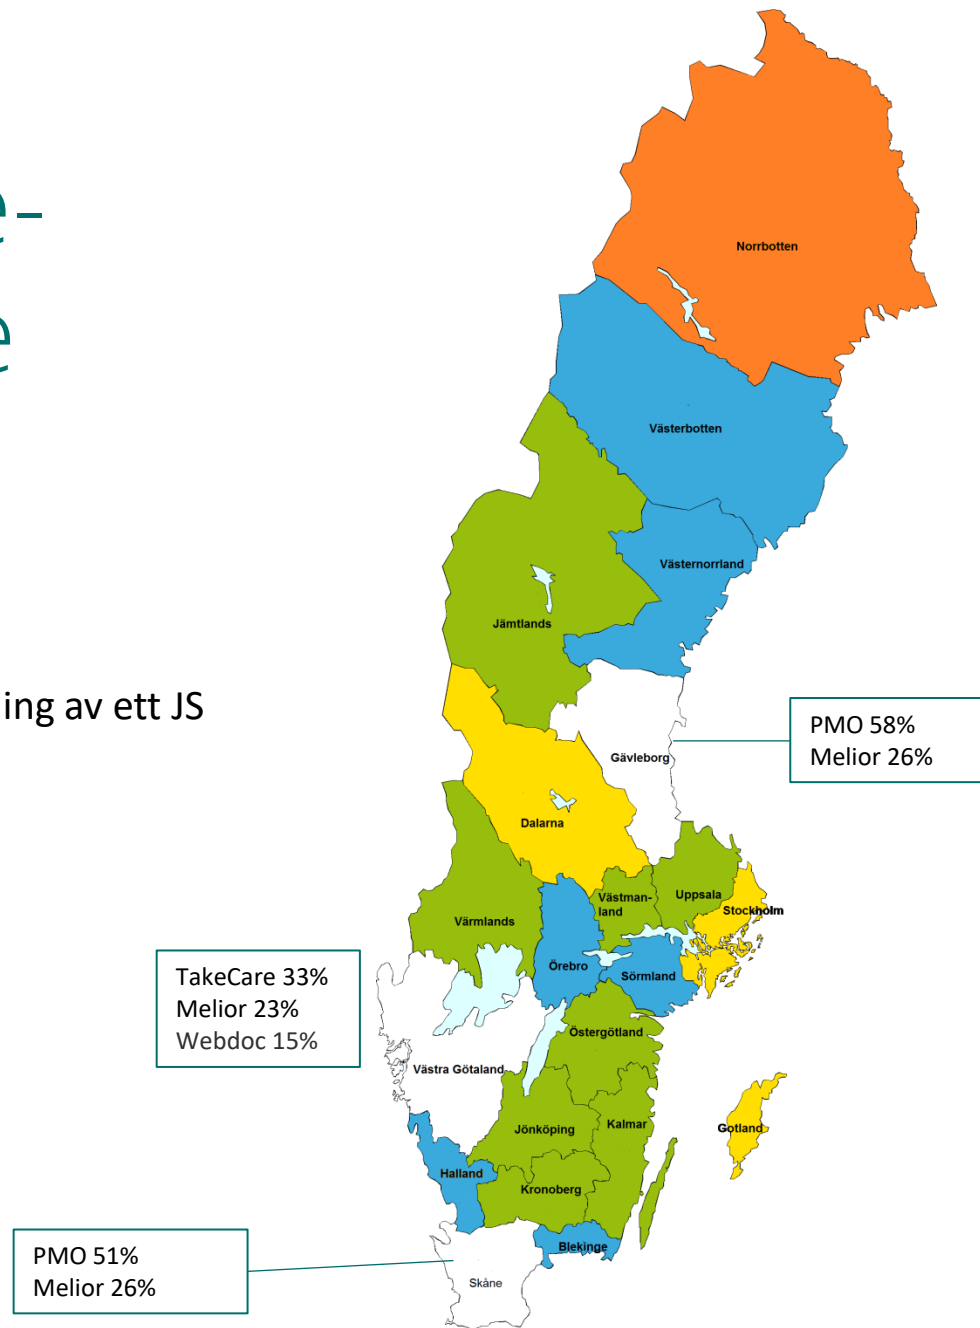 e-
e
Norrbotten
Västerbotten
Västernorrland
Jämtlands
ing av ett JS
PMO 58%
Melior 26%
Gävleborg
Dalarna
Västman-
land
Uppsala
Stockholm
Värmlands
Örebro
Sörmland
TakeCare 33%
Melior 23%
Webdoc 15%
Östergötland
Västra Götaland
Jönköping
Kalmar
Gotland
Halland
Kronoberg
Blekinge
PMO 51%
Melior 26%
Skåne